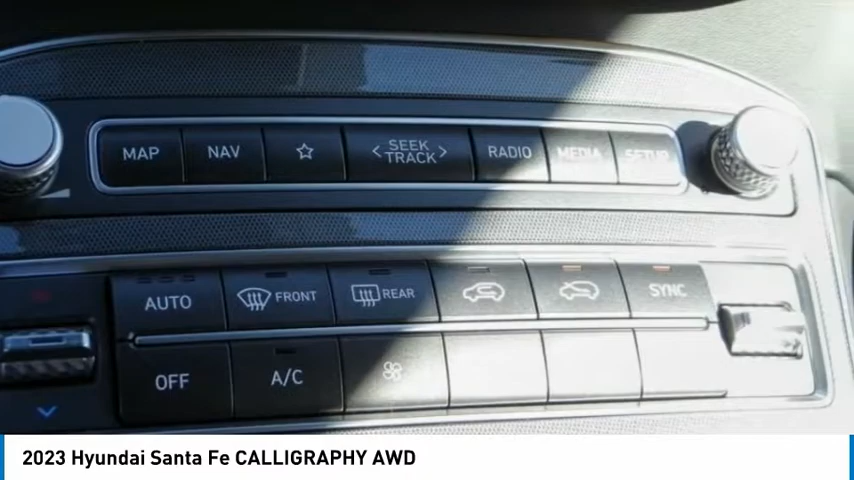 MAP NAV < SEEK TRACK > RADIO MEDIA SETUP
AUTO FRONT REAR SYNC
OFF A/C
2023 Hyundai Santa Fe CALLIGRAPHY AWD